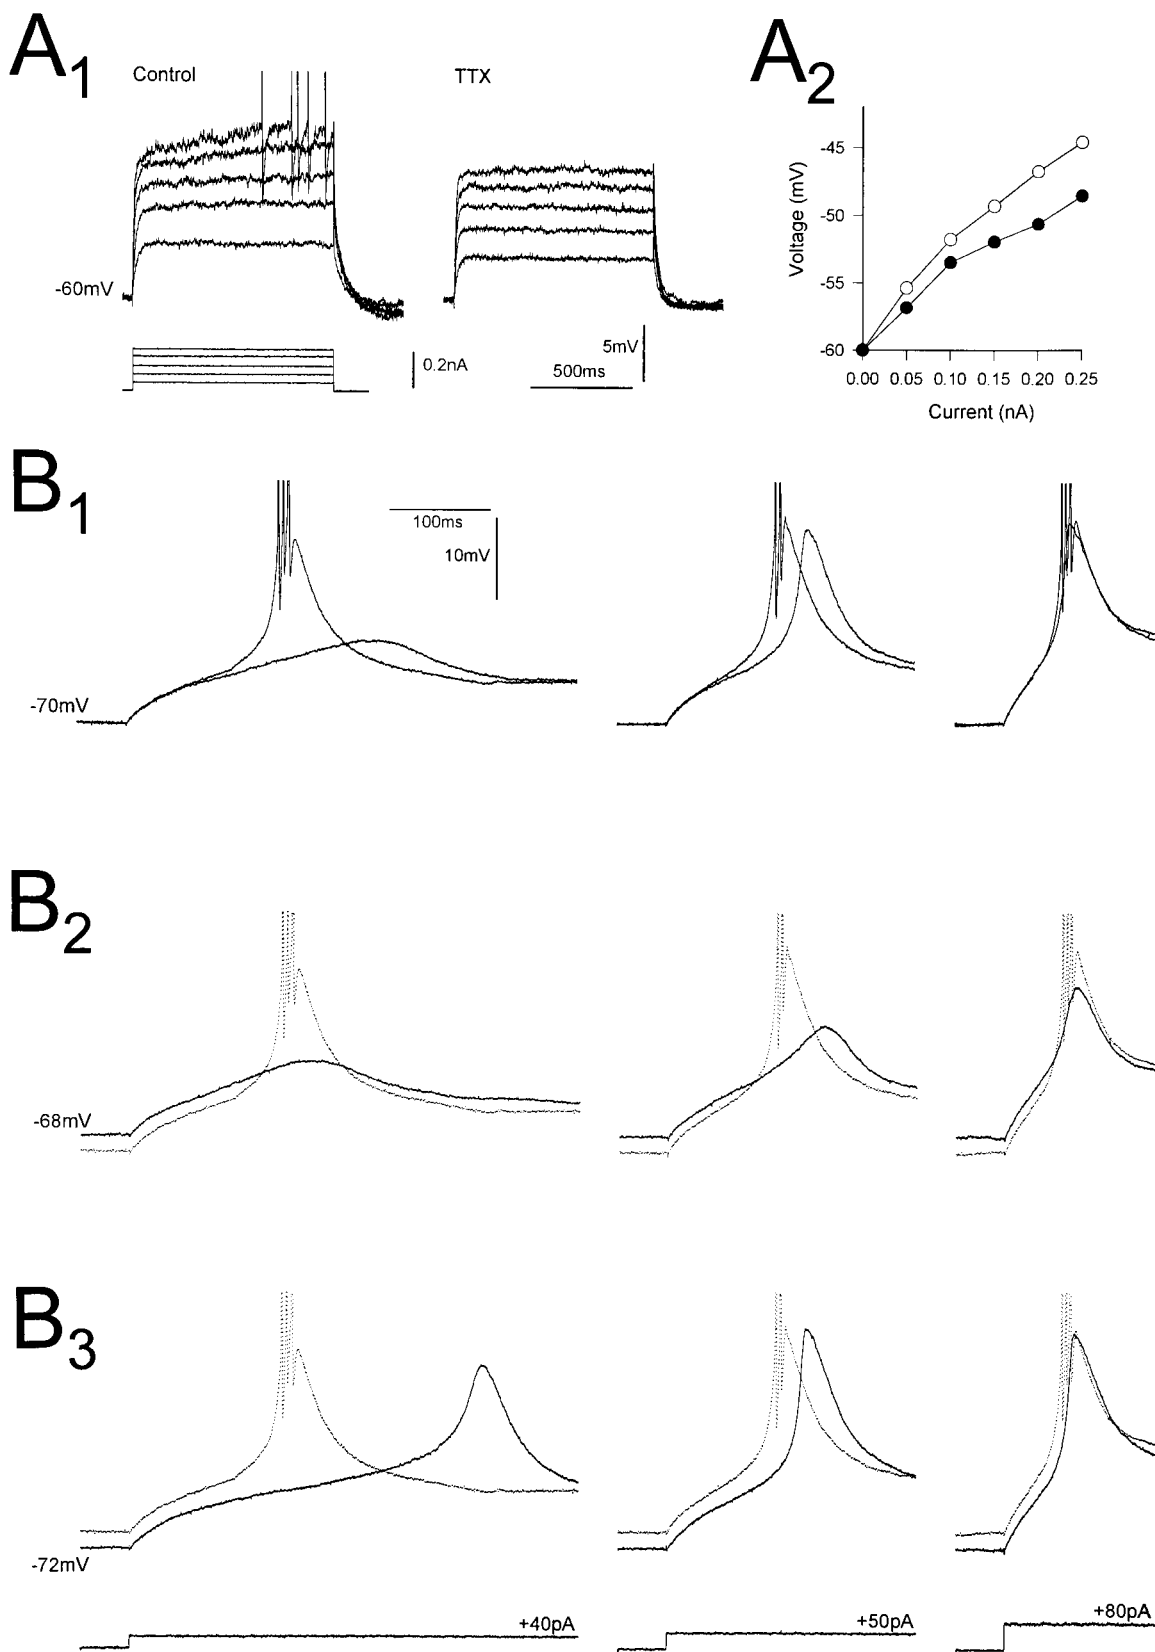 A1
Control
TTX
-60mV
0.2nA
5mV
500ms
A2
Voltage (mV)
-45
-50
-55
-60
0.00 0.05 0.10 0.15 0.20 0.25
Current (nA)
B1
100ms
10mV
-70mV
B2
-68mV
B3
-72mV
+40pA
+50pA
+80pA